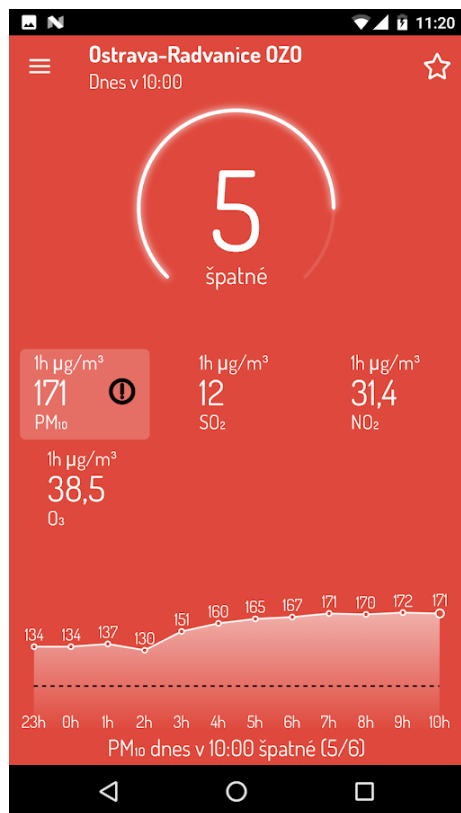 11:20
Ostrava-Radvanice OZO
Dnes v 10:00
5
špatné
1h µg/m³ 1h µg/m³ 1h µg/m³
171 12 31,4
PM₁₀ SO₂ NO₂
1h µg/m³
38,5
O₃
134 134 137 130 151 160 165 167 171 170 172 171
23h 0h 1h 2h 3h 4h 5h 6h 7h 8h 9h 10h
PM₁₀ dnes v 10:00 špatné (5/6)